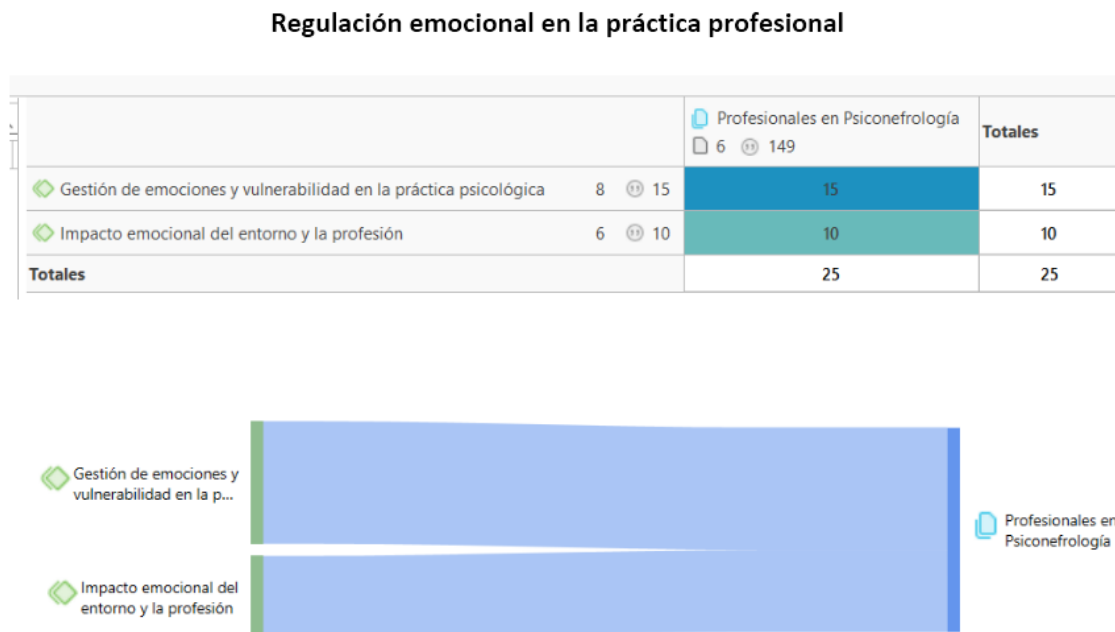 Regulación emocional en la práctica profesional
Profesionales en Psiconefrología
6 149
Totales
Gestión de emociones y vulnerabilidad en la práctica psicológica 8 15 15 15
Impacto emocional del entorno y la profesión 6 10 10 10
Totales 25 25
Gestión de emociones y
vulnerabilidad en la p...
Profesionales en
Psiconefrología
Impacto emocional del
entorno y la profesión